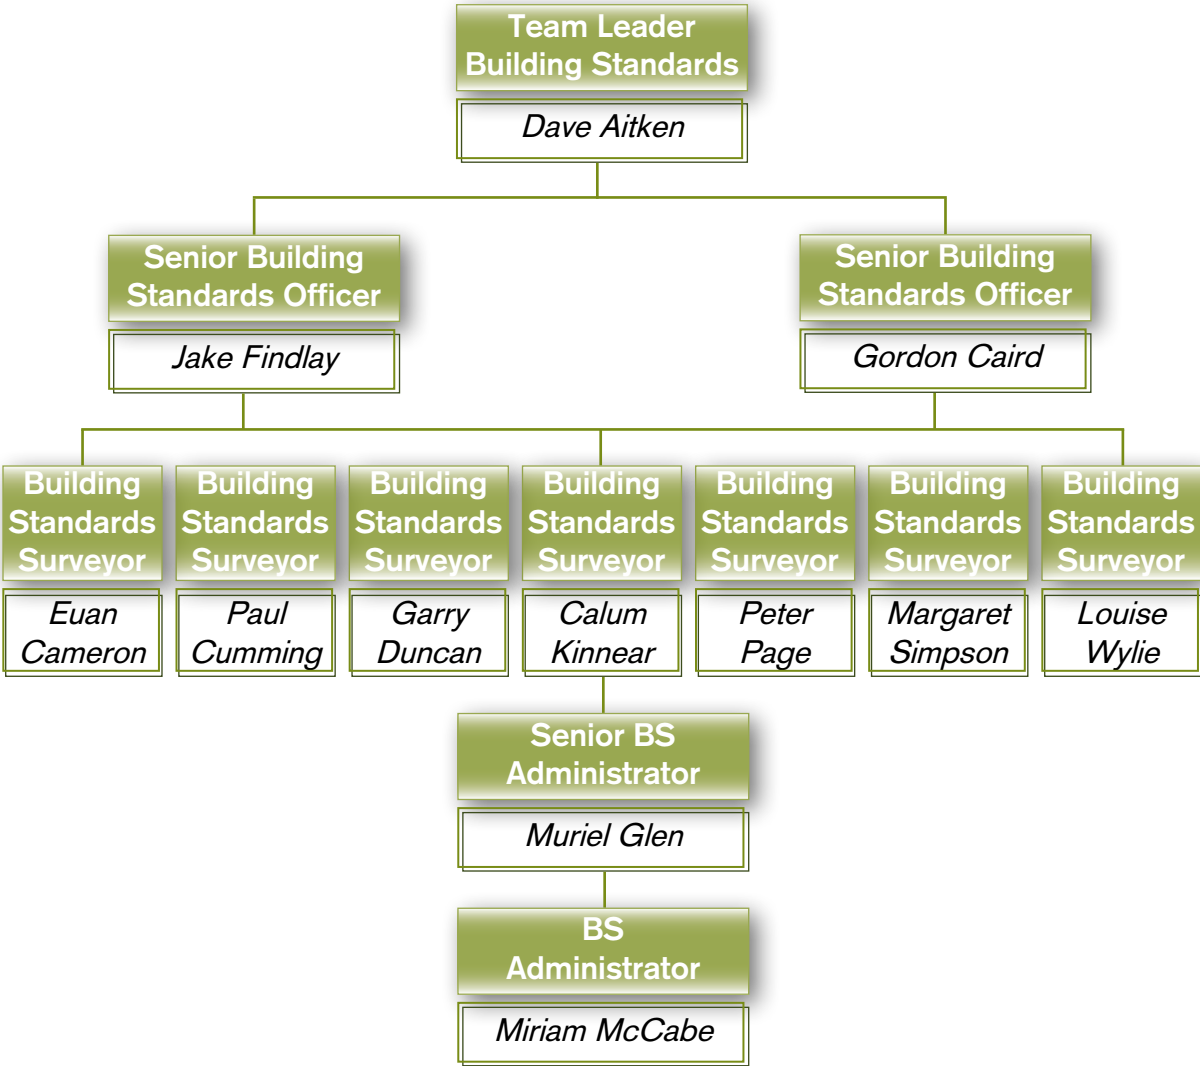 Team Leader
Building Standards
Dave Aitken
Senior Building
Standards Officer
Jake Findlay
Senior Building
Standards Officer
Gordon Caird
Building
Standards
Surveyor
Euan
Cameron
Building
Standards
Surveyor
Paul
Cumming
Building
Standards
Surveyor
Garry
Duncan
Building
Standards
Surveyor
Calum
Kinnear
Building
Standards
Surveyor
Peter
Page
Building
Standards
Surveyor
Margaret
Simpson
Building
Standards
Surveyor
Louise
Wylie
Senior BS
Administrator
Muriel Glen
BS
Administrator
Miriam McCabe